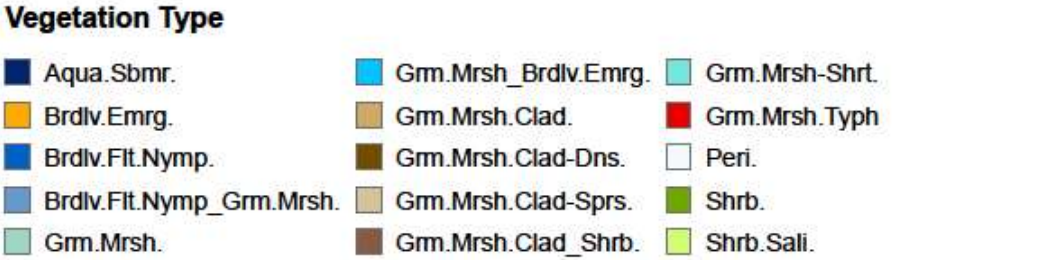 Vegetation Type
Aqua.Sbmr.
Brdlv.Emrg.
Brdlv.Flt.Nymp.
Brdlv.Flt.Nymp_Grm.Mrsh.
Grm.Mrsh.
Grm.Mrsh_Brdlv.Emrg.
Grm.Mrsh.Clad.
Grm.Mrsh.Clad-Dns.
Grm.Mrsh.Clad-Sprs.
Grm.Mrsh.Clad_Shrb.
Grm.Mrsh-Shrt.
Grm.Mrsh.Typh
Peri.
Shrb.
Shrb.Sali.